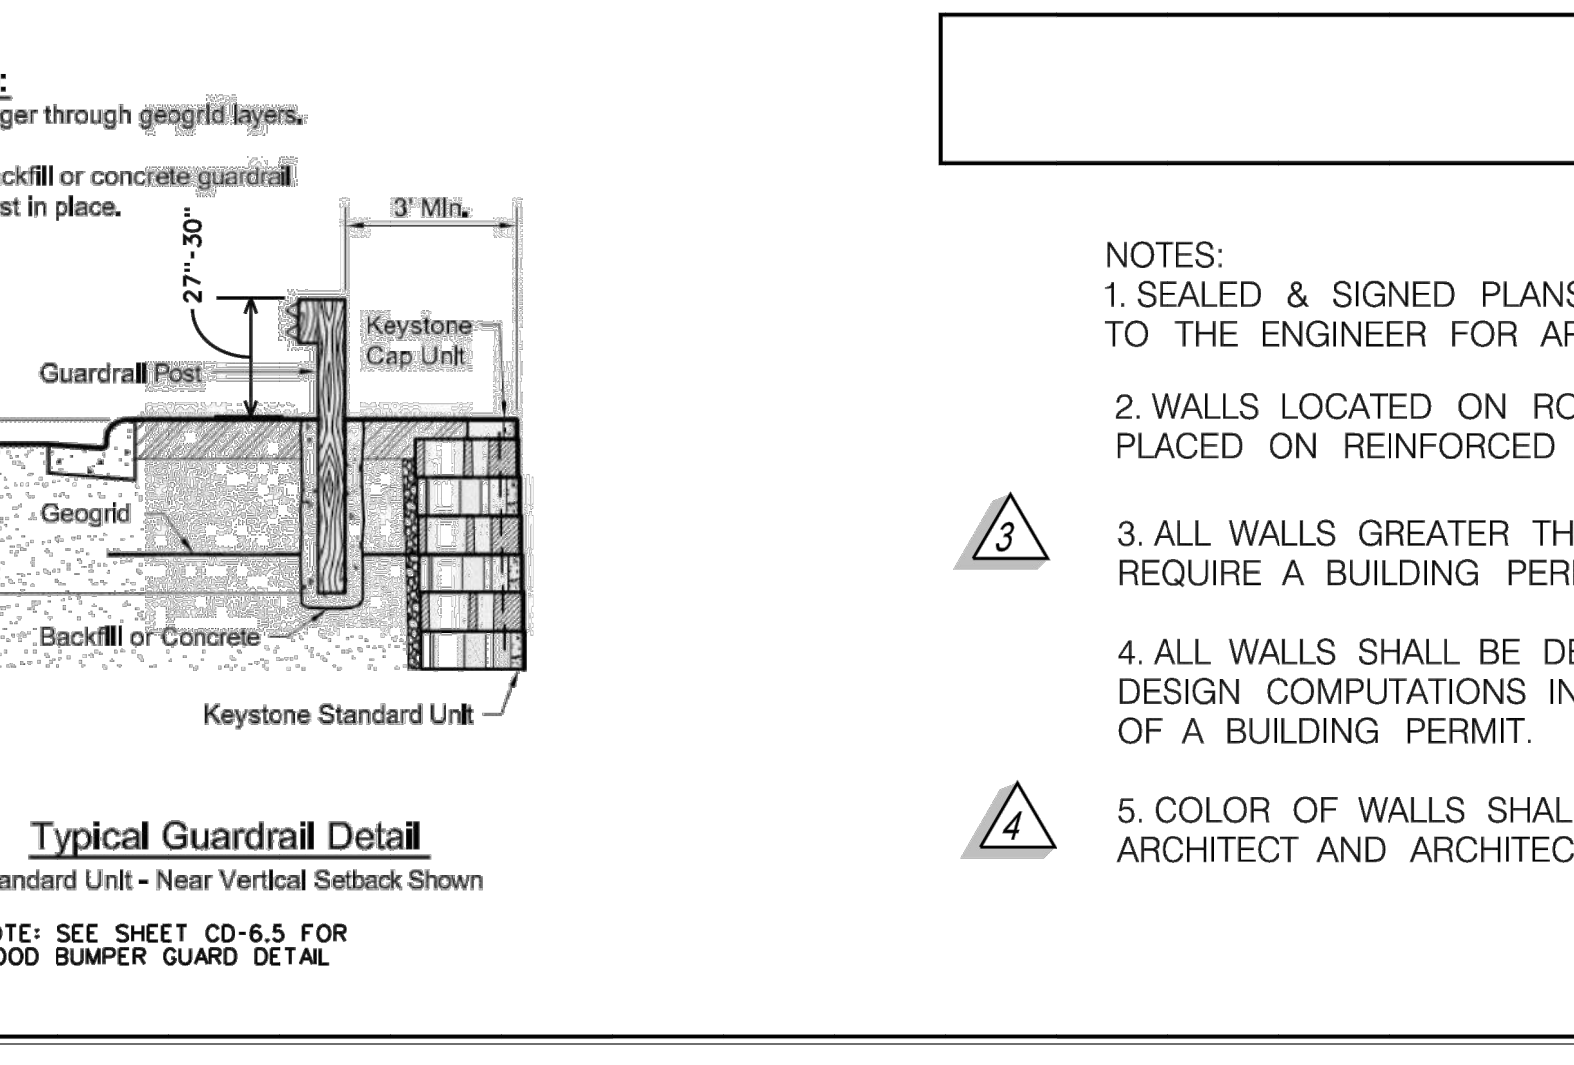 :
ger through geogrid layers.
ckfill or concrete guardrail
st in place.
27"-30"
3' Min.
Keystone
Cap Unit
Guardrail Post
Geogrid
Backfill or Concrete
Keystone Standard Unit
Typical Guardrail Detail
andard Unit - Near Vertical Setback Shown
OTE: SEE SHEET CD-6.5 FOR
OOD BUMPER GUARD DETAIL
NOTES:
1. SEALED & SIGNED PLANS
TO THE ENGINEER FOR AP
2. WALLS LOCATED ON RO
PLACED ON REINFORCED
3
3. ALL WALLS GREATER TH
REQUIRE A BUILDING PER
4. ALL WALLS SHALL BE DE
DESIGN COMPUTATIONS IN
OF A BUILDING PERMIT.
4
5. COLOR OF WALLS SHAL
ARCHITECT AND ARCHITEC